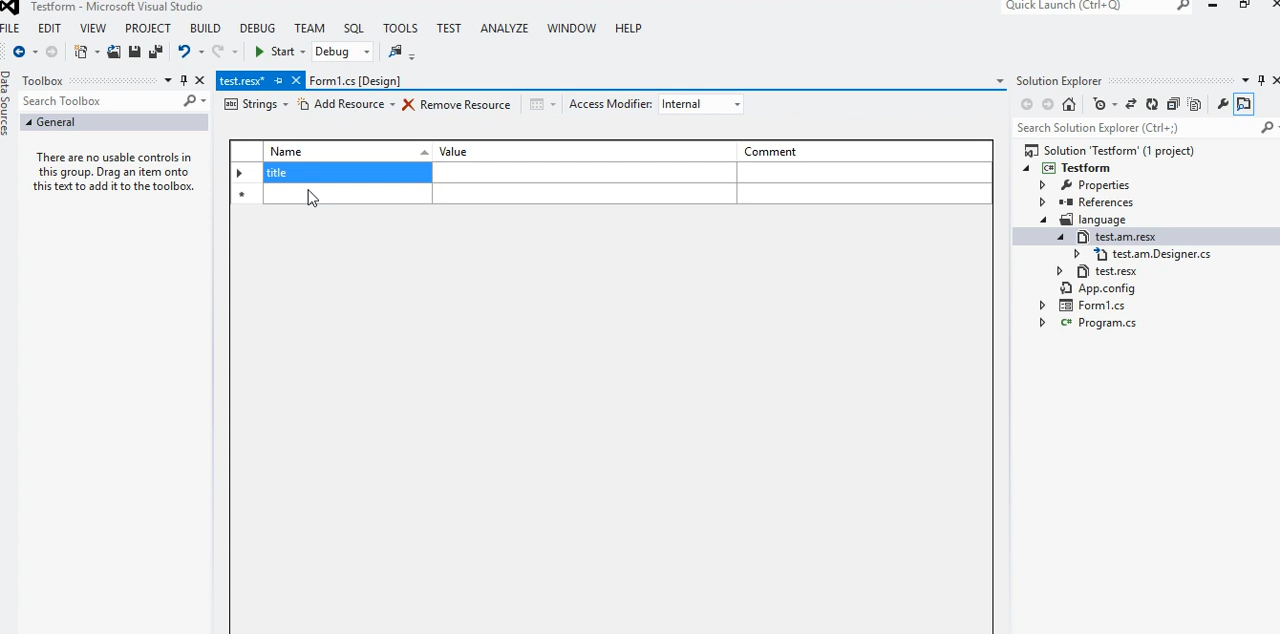 Testform - Microsoft Visual Studio
Quick Launch (Ctrl+Q)
FILE EDIT VIEW PROJECT BUILD DEBUG TEAM SQL TOOLS TEST ANALYZE WINDOW HELP
Start Debug
Data Sources
Toolbox
Search Toolbox
General
There are no usable controls in
this group. Drag an item onto
this text to add it to the toolbox.
test.resx* Form1.cs [Design]
abc Strings Add Resource Remove Resource Access Modifier: Internal
Name Value Comment
title
*
Solution Explorer
Search Solution Explorer (Ctrl+;)
Solution 'Testform' (1 project)
C# Testform
Properties
References
language
test.am.resx
test.am.Designer.cs
test.resx
App.config
Form1.cs
C# Program.cs